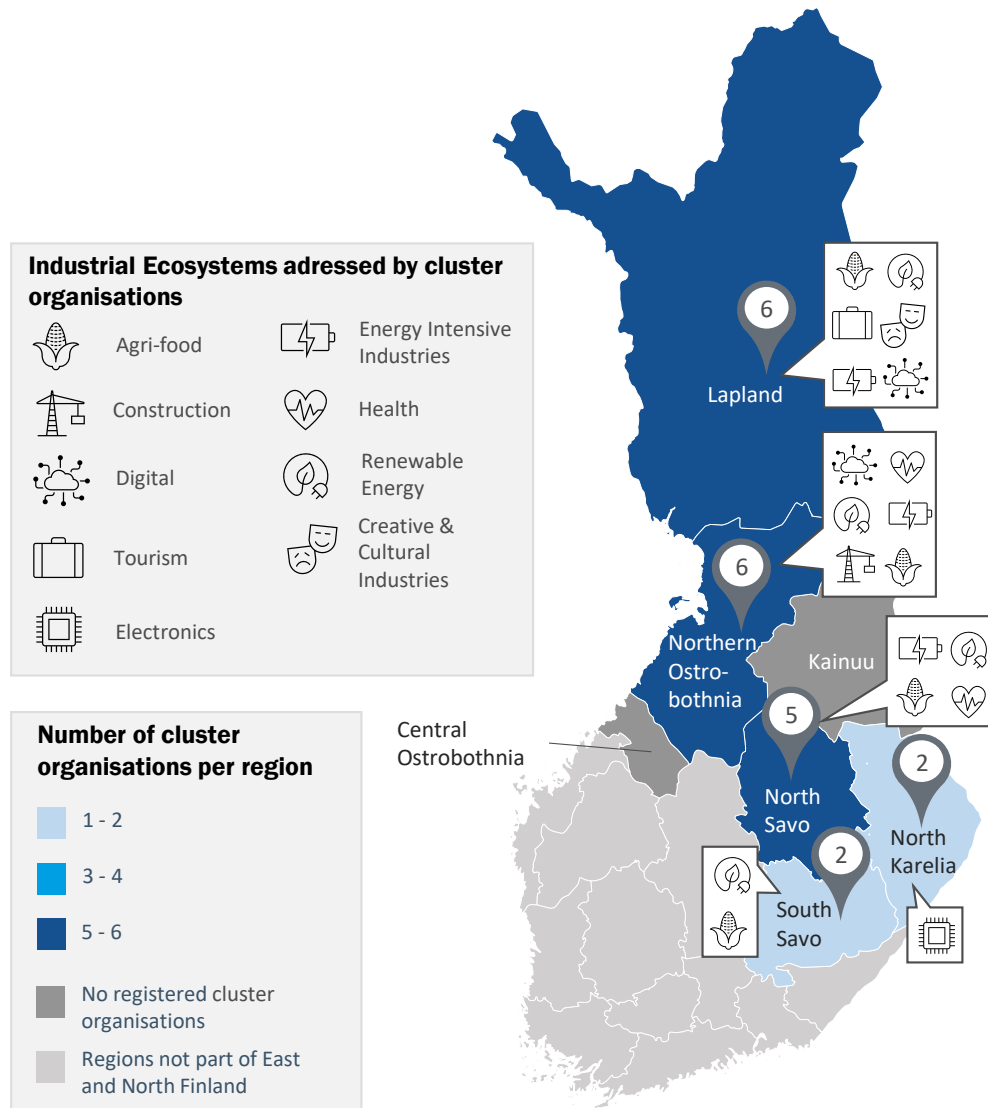 Industrial Ecosystems adressed by cluster
organisations
Agri-food
Energy Intensive
Industries
Construction
Health
Digital
Renewable
Energy
Tourism
Creative &
Cultural
Industries
Electronics
Number of cluster
organisations per region
1 - 2
3 - 4
5 - 6
No registered cluster
organisations
Regions not part of East
and North Finland
6
Lapland
6
Northern
Ostro-
bothnia
Kainuu
Central
Ostrobothnia
5
North
Savo
2
North
Karelia
2
South
Savo